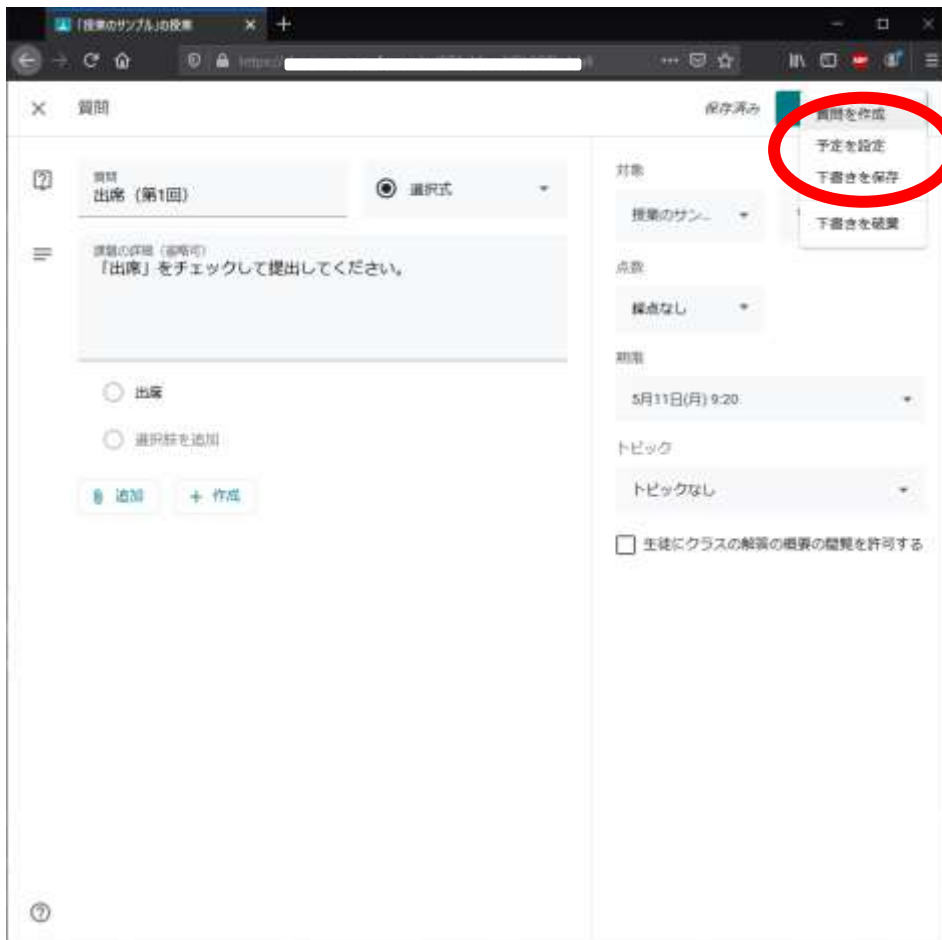 「授業のサンプル」の授業
質問
保存済み
質問を作成
予定を設定
下書きを保存
下書きを破棄
質問
出席（第1回）
選択式
課題の詳細（省略可）
「出席」をチェックして提出してください。
出席
選択肢を追加
追加
作成
対象
授業のサン...
点数
採点なし
期限
5月11日(月) 9:20
トピック
トピックなし
生徒にクラスの解答の概要の閲覧を許可する